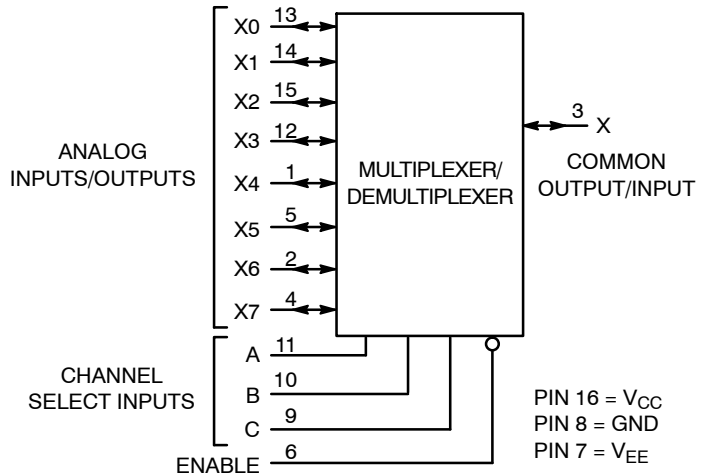 X0 13
X1 14
X2 15
X3 12
X4 1
X5 5
X6 2
X7 4
ANALOG
INPUTS/OUTPUTS
MULTIPLEXER/
DEMULTIPLEXER
3 X
COMMON
OUTPUT/INPUT
A 11
B 10
C 9
CHANNEL
SELECT INPUTS
ENABLE 6
PIN 16 = VCC
PIN 8 = GND
PIN 7 = VEE